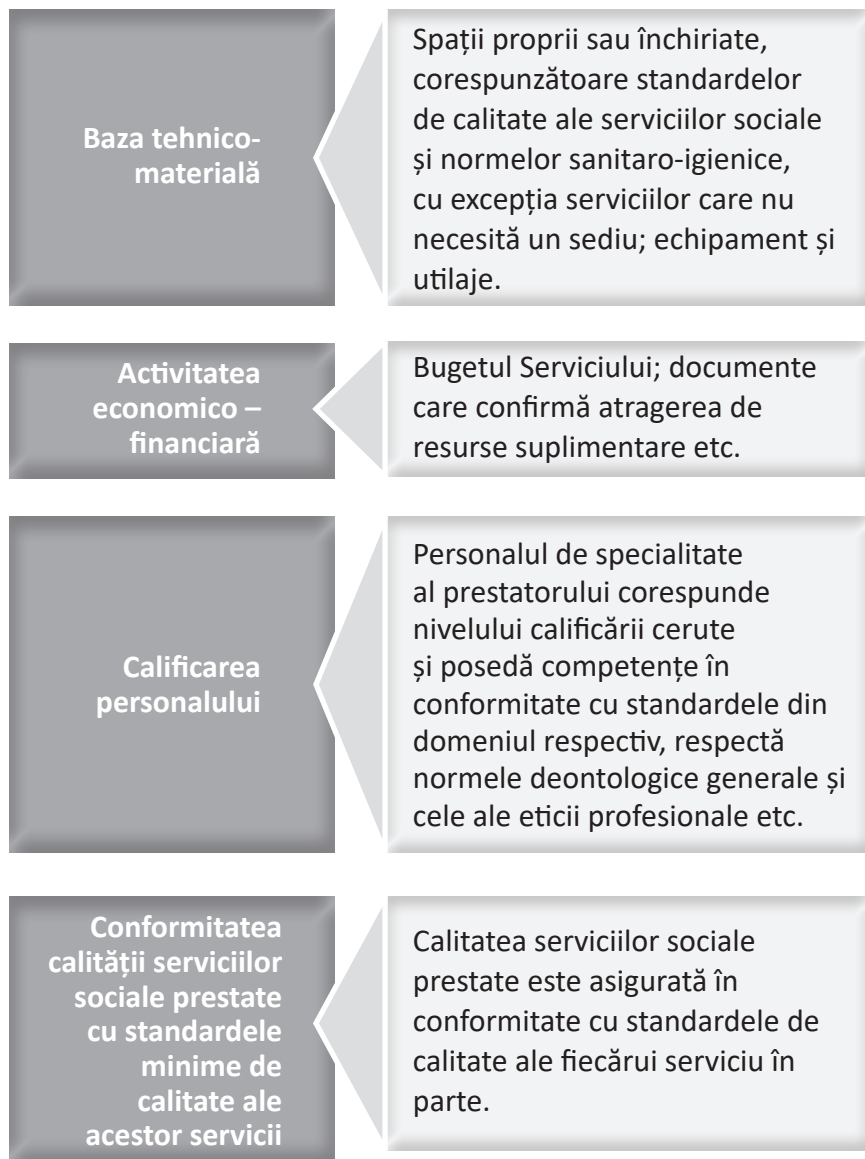 Baza tehnico-
materială
Spații proprii sau închiriate,
corespunzătoare standardelor
de calitate ale serviciilor sociale
și normelor sanitaro-igienice,
cu excepția serviciilor care nu
necesită un sediu; echipament și
utilaje.
Activitatea
economico –
financiară
Bugetul Serviciului; documente
care confirmă atragerea de
resurse suplimentare etc.
Calificarea
personalului
Personalul de specialitate
al prestatorului corespunde
nivelului calificării cerute
și posedă competențe în
conformitate cu standardele din
domeniul respectiv, respectă
normele deontologice generale și
cele ale eticii profesionale etc.
Conformitatea
calității serviciilor
sociale prestate
cu standardele
minime de
calitate ale
acestor servicii
Calitatea serviciilor sociale
prestate este asigurată în
conformitate cu standardele de
calitate ale fiecărui serviciu în
parte.